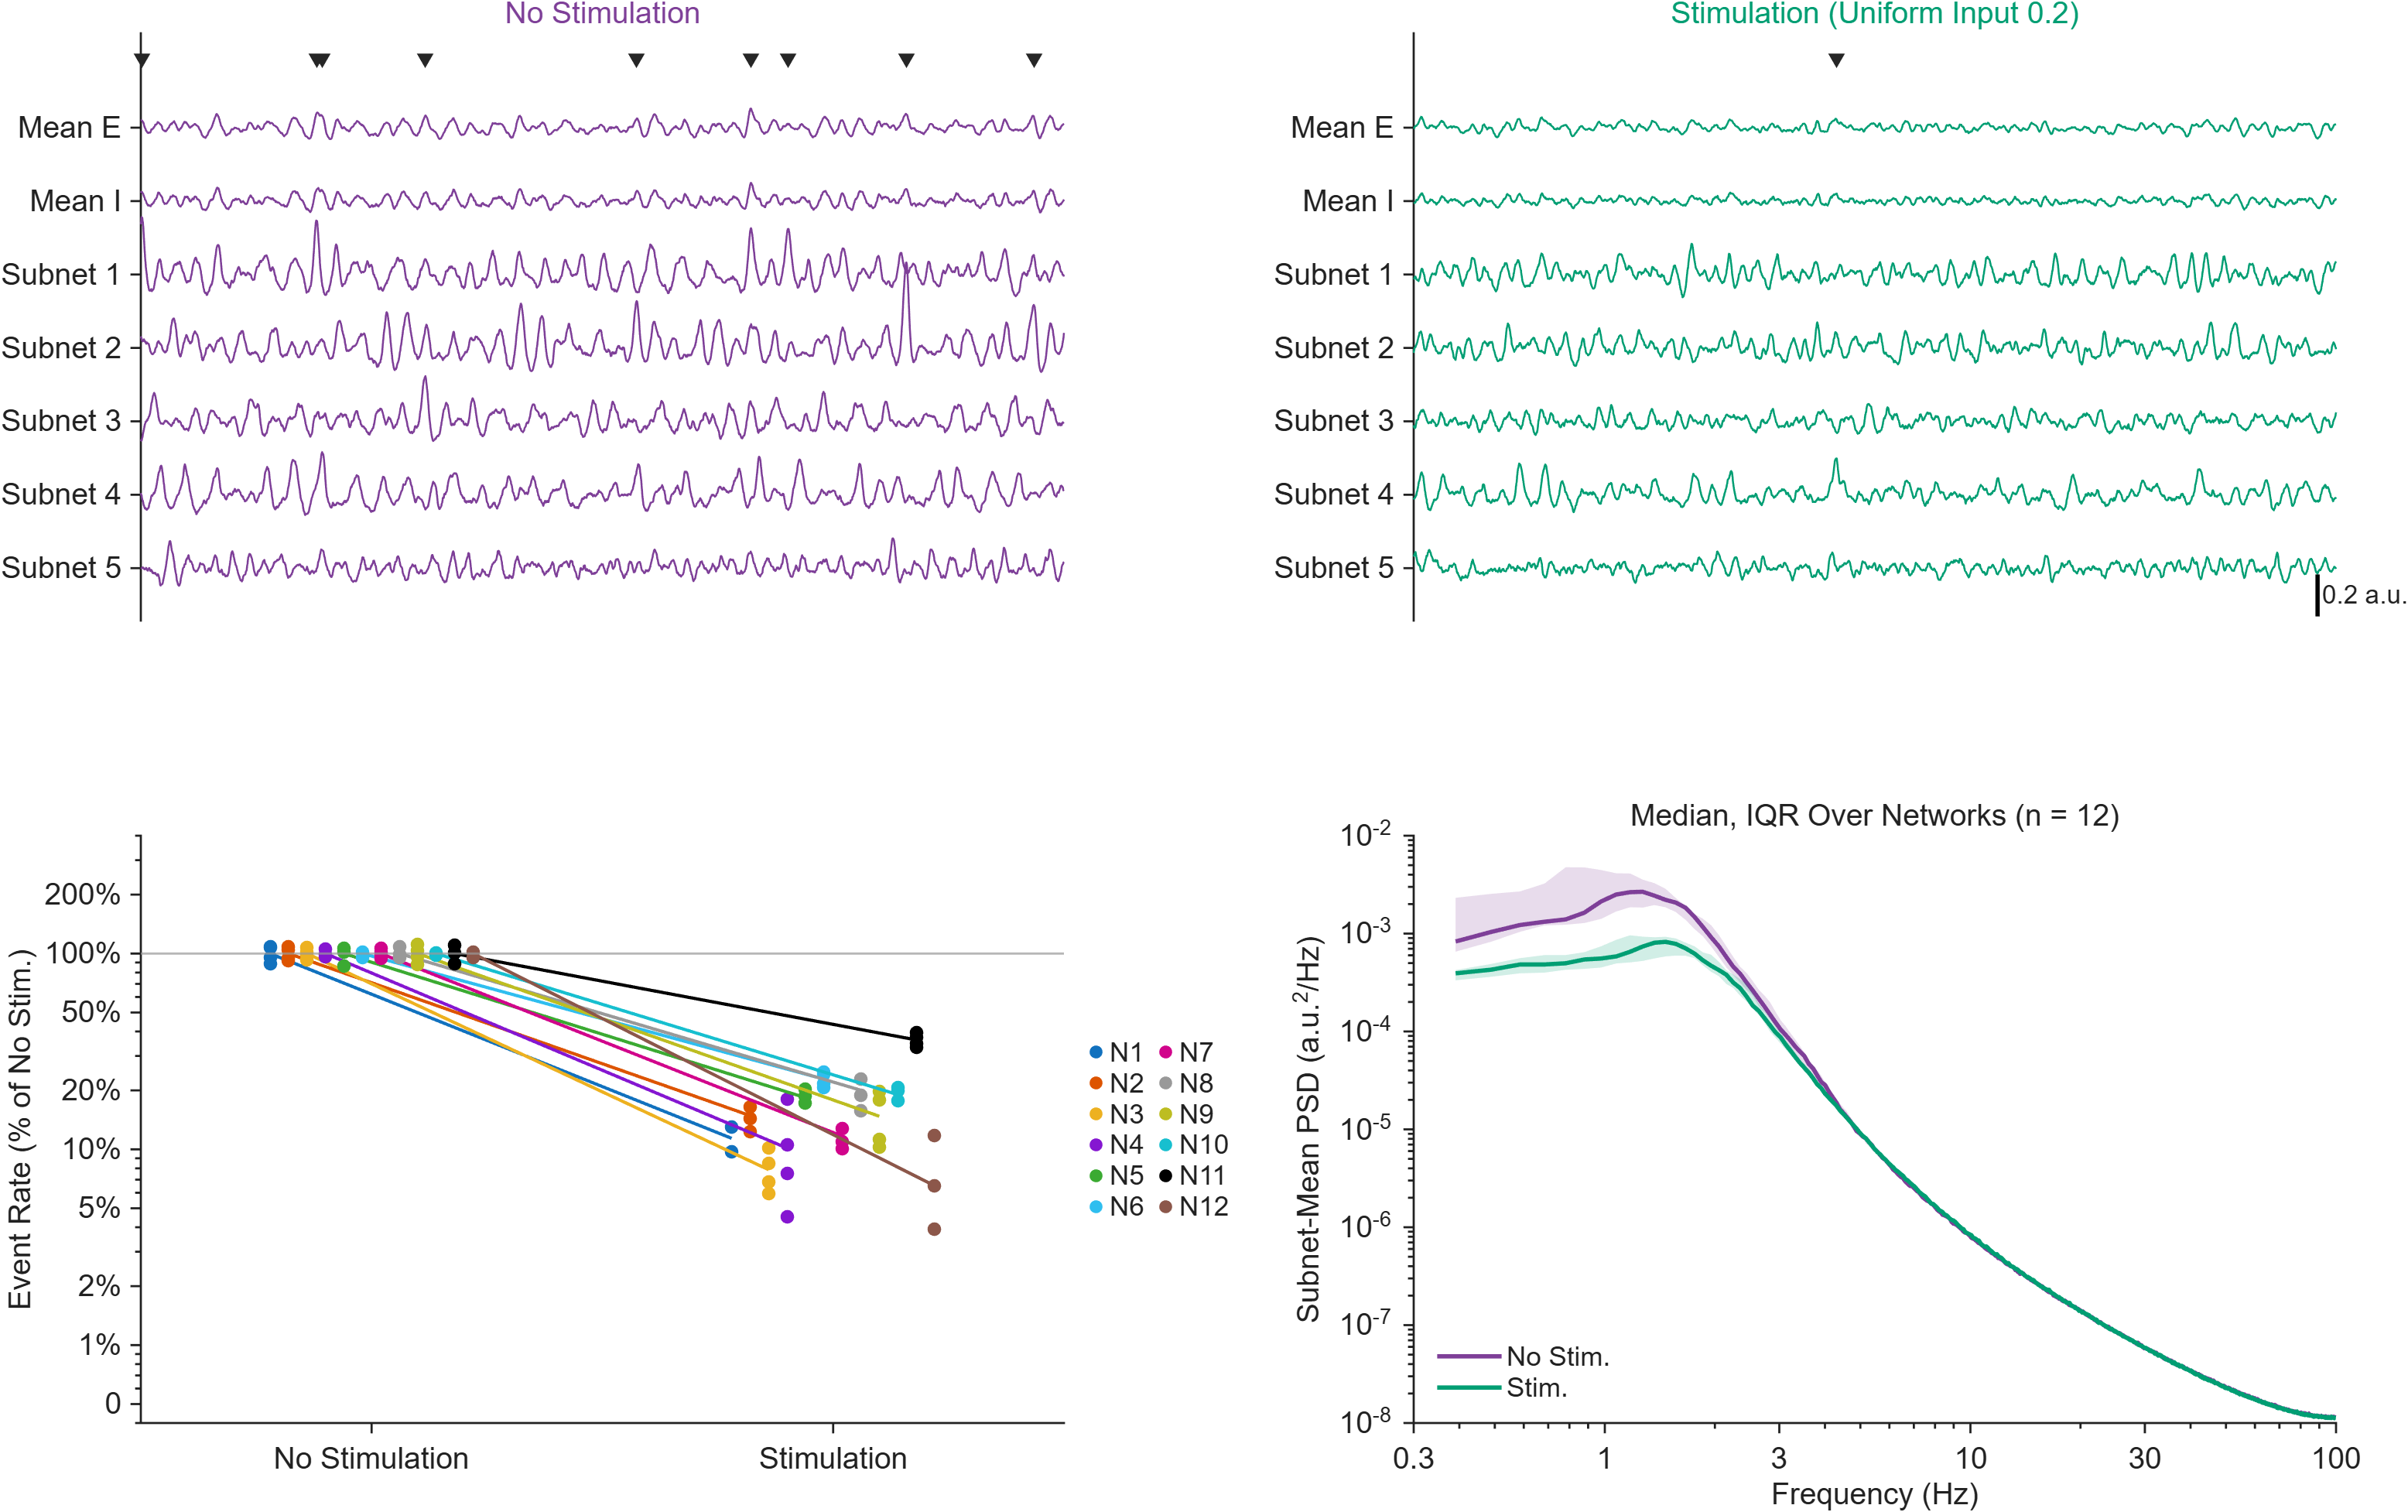 No Stimulation
Mean E
Mean I
Subnet 1
Subnet 2
Subnet 3
Subnet 4
Subnet 5
Stimulation (Uniform Input 0.2)
Mean E
Mean I
Subnet 1
Subnet 2
Subnet 3
Subnet 4
Subnet 5
0.2 a.u.
Event Rate (% of No Stim.)
200%
100%
50%
20%
10%
5%
2%
1%
0
No Stimulation
Stimulation
N1
N2
N3
N4
N5
N6
N7
N8
N9
N10
N11
N12
Median, IQR Over Networks (n = 12)
Subnet-Mean PSD (a.u.²/Hz)
10⁻²
10⁻³
10⁻⁴
10⁻⁵
10⁻⁶
10⁻⁷
10⁻⁸
No Stim.
Stim.
0.3
1
3
10
30
100
Frequency (Hz)